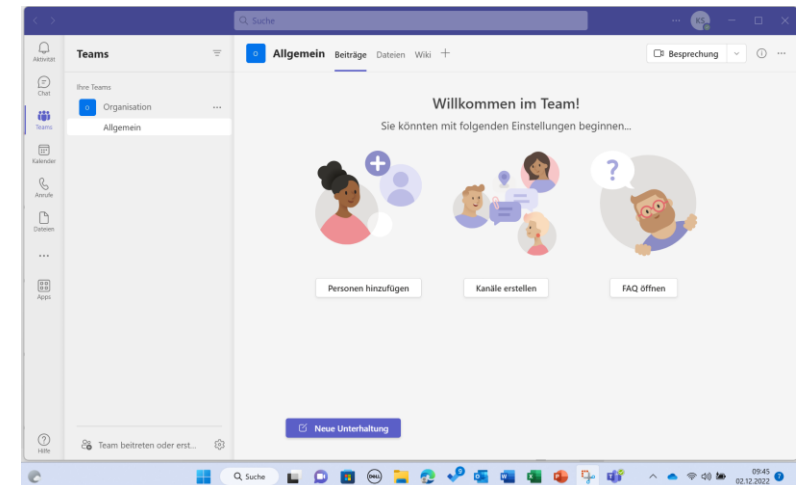 Suche
KS
Aktivität
Chat
Teams
Kalender
Anrufe
Dateien
Apps
Hilfe
Teams
Ihre Teams
O Organisation
Allgemein
Team beitreten oder erst...
O Allgemein Beiträge Dateien Wiki
Besprechung
Willkommen im Team!
Sie könnten mit folgenden Einstellungen beginnen...
?
Personen hinzufügen Kanäle erstellen FAQ öffnen
Neue Unterhaltung
Suche
DELL
09:45
02.12.2022